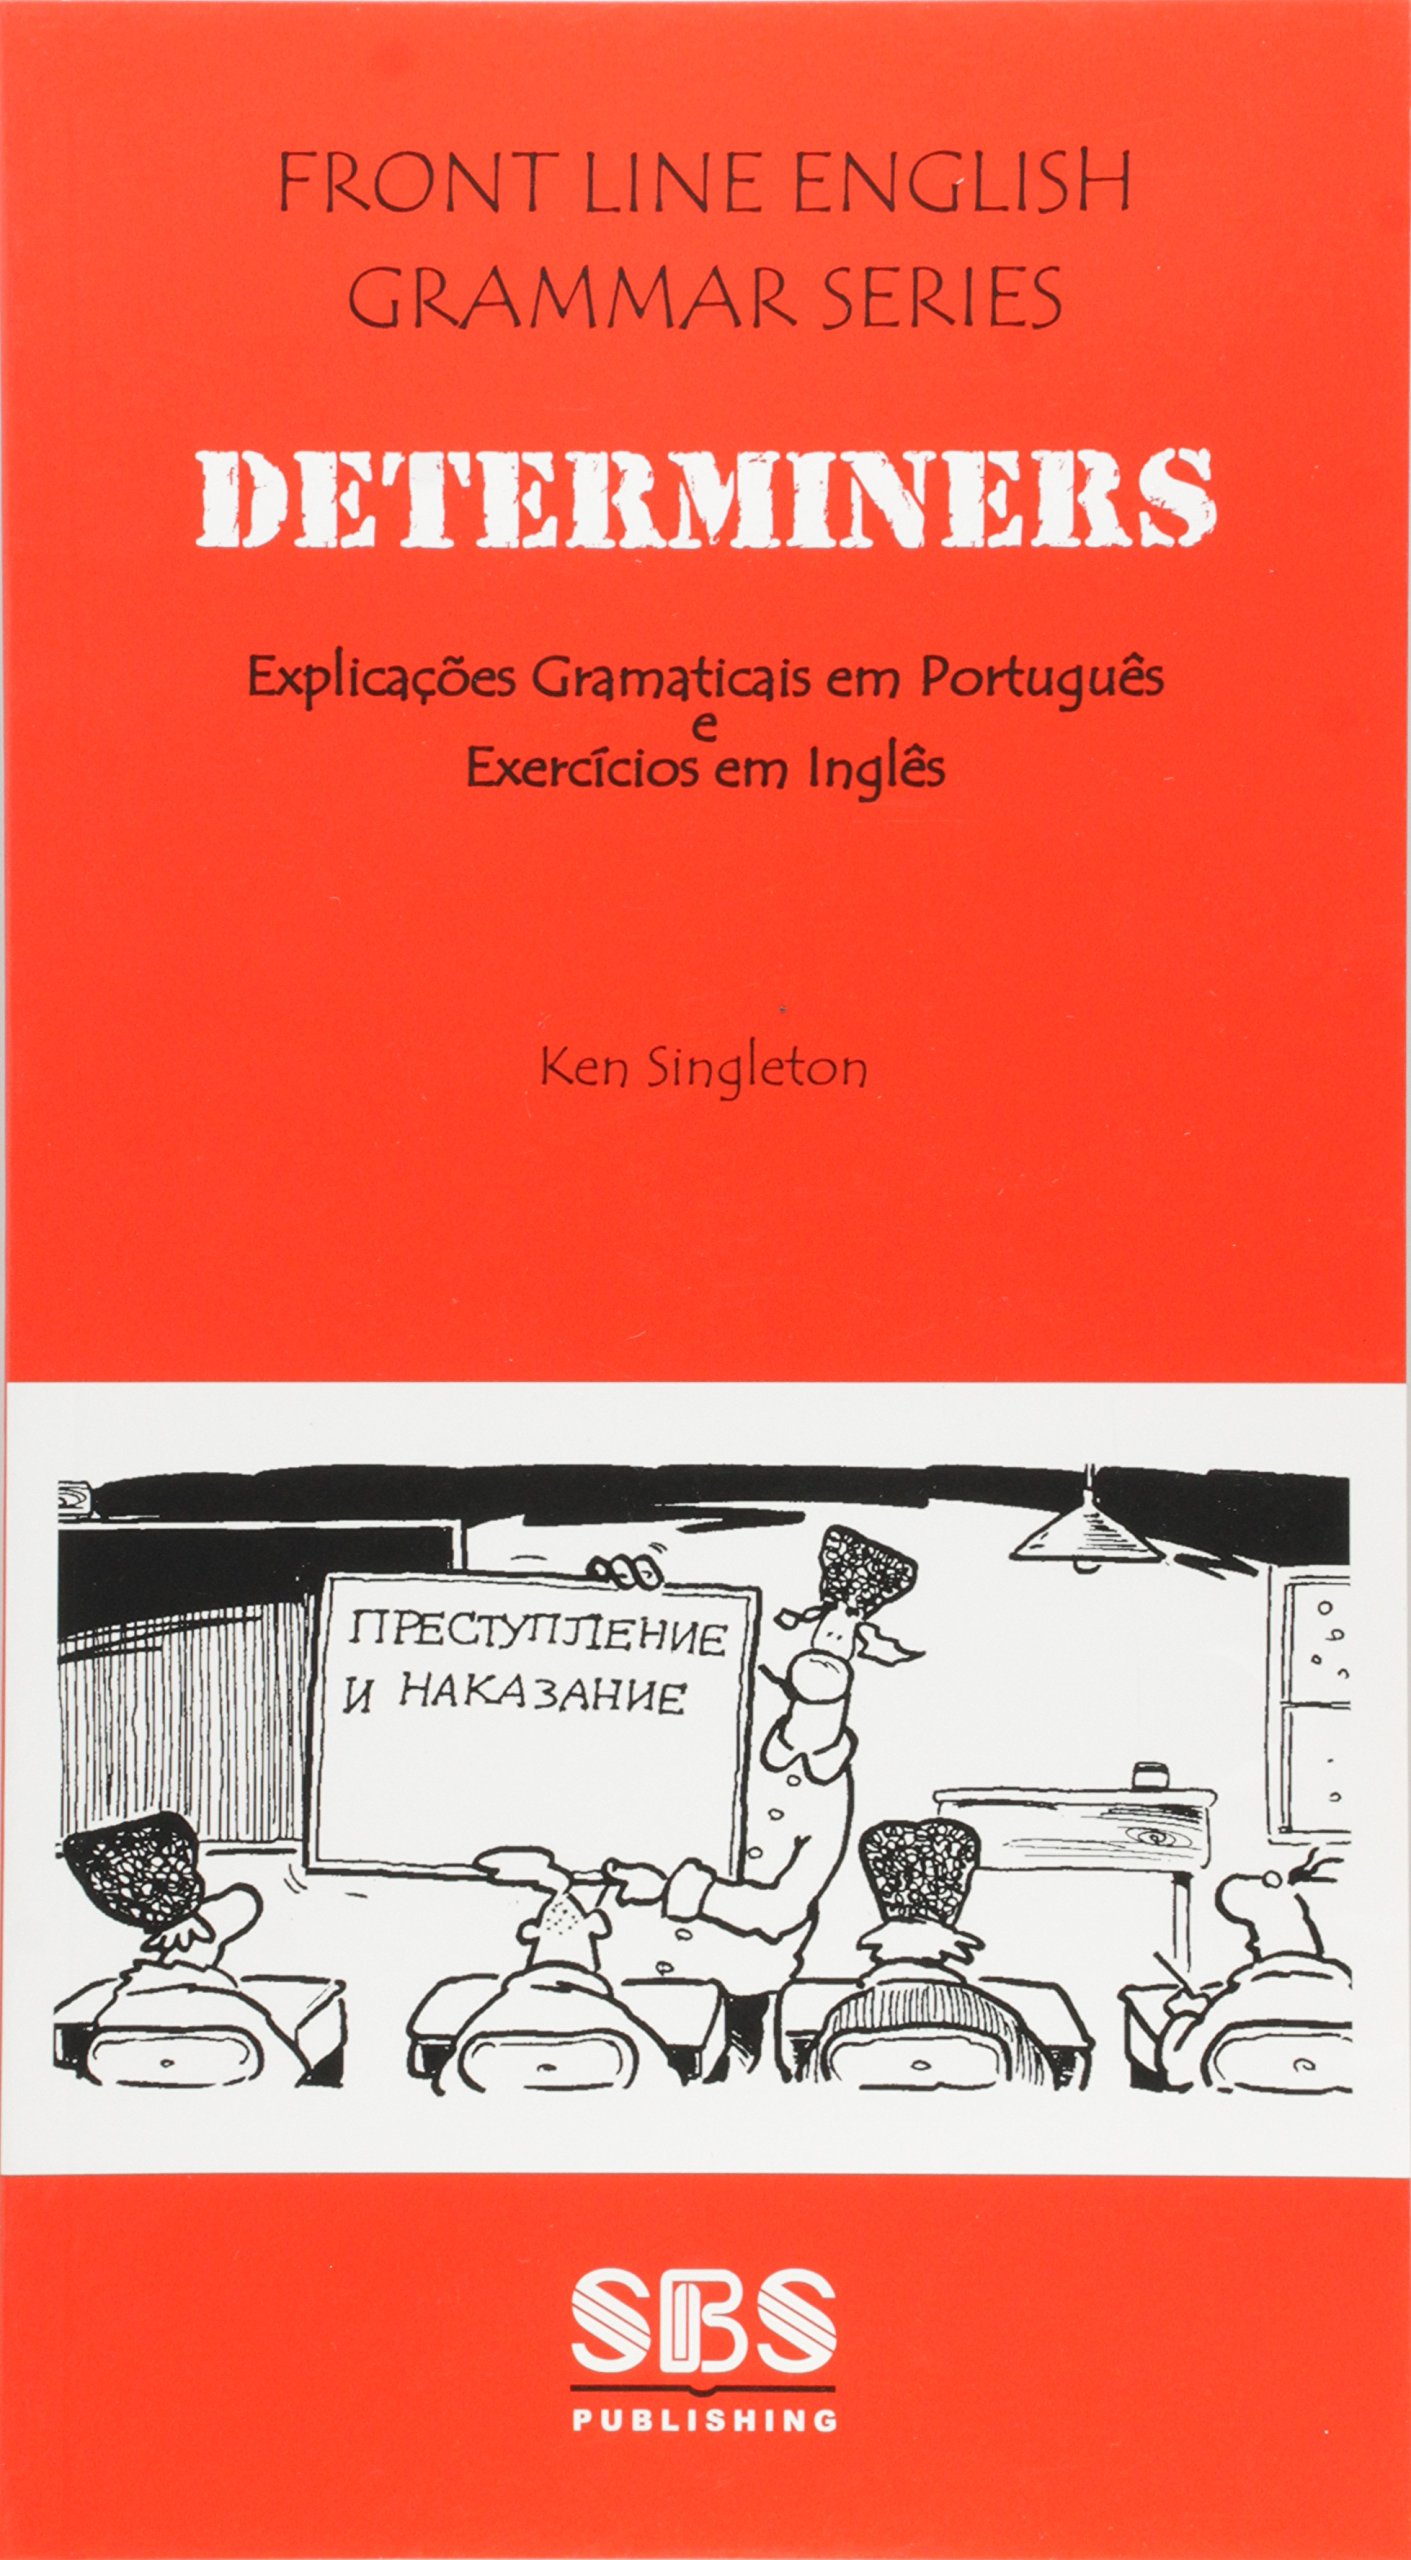 FRONT LINE ENGLISH
GRAMMAR SERIES
DETERMINERS
Explicações Gramaticais em Português
e
Exercícios em Inglês
Ken Singleton
ПРЕСТУПЛЕНИЕ
И НАКАЗАНИЕ
SBS
PUBLISHING